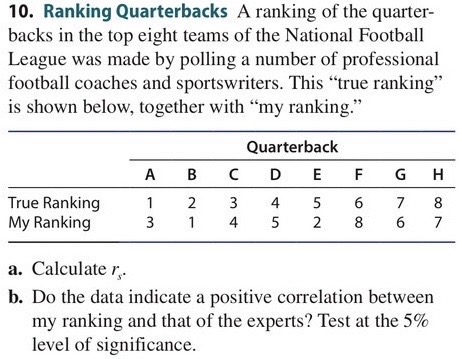 10. Ranking Quarterbacks A ranking of the quarter-
backs in the top eight teams of the National Football
League was made by polling a number of professional
football coaches and sportswriters. This “true ranking”
is shown below, together with “my ranking.”
Quarterback
A B C D E F G H
True Ranking 1 2 3 4 5 6 7 8
My Ranking 3 1 4 5 2 8 6 7
a. Calculate rₛ.
b. Do the data indicate a positive correlation between
my ranking and that of the experts? Test at the 5%
level of significance.